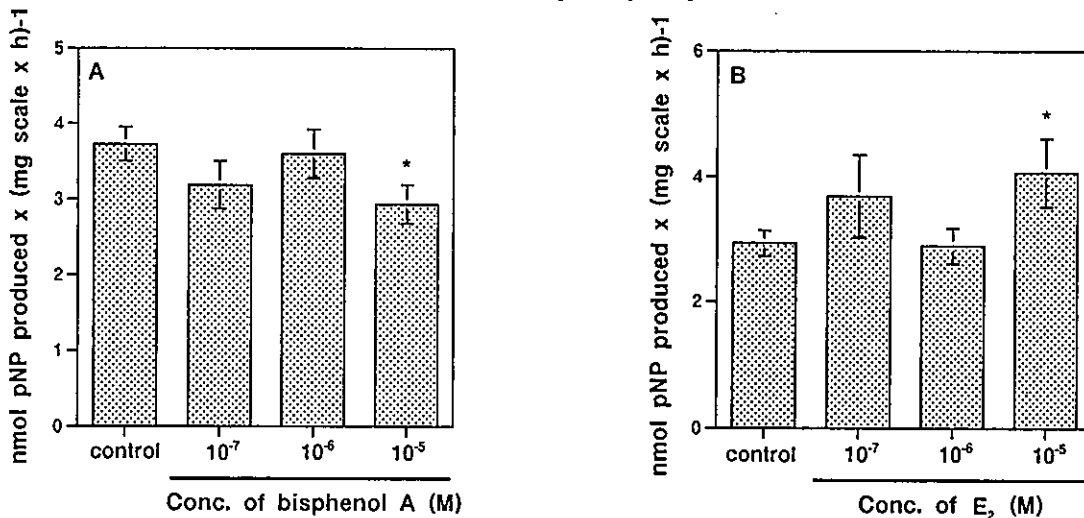 A
nmol pNP produced x (mg scale x h)-1
5
4
3
2
1
0
*
control
10-7
10-6
10-5
Conc. of bisphenol A (M)
B
nmol pNP produced x (mg scale x h)-1
6
4
2
0
*
control
10-7
10-6
10-5
Conc. of E2 (M)